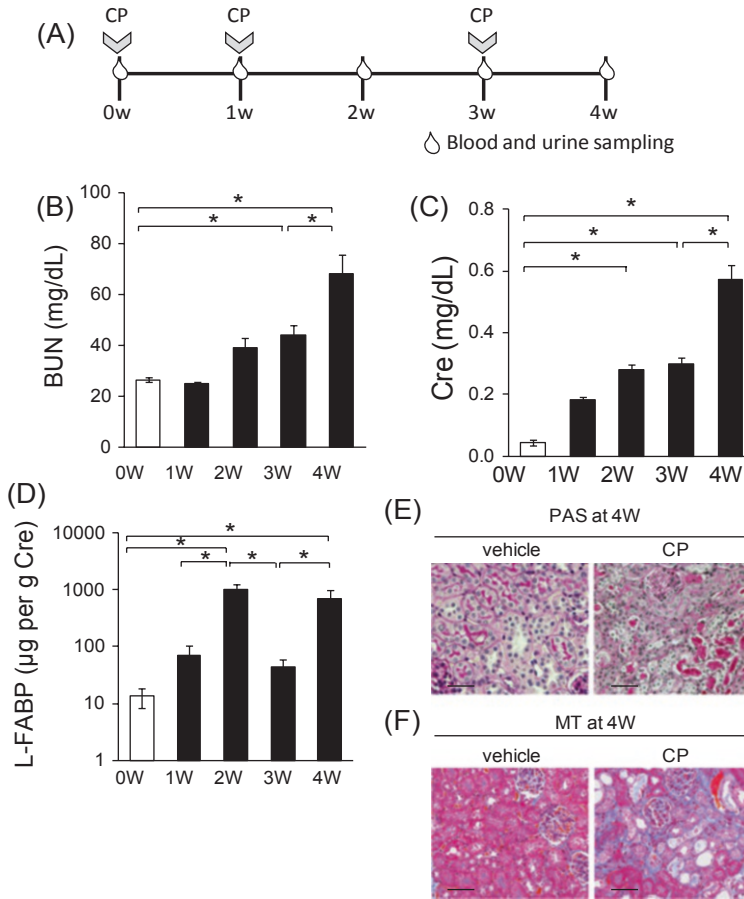 (A)
CP CP CP
0w 1w 2w 3w 4w
Blood and urine sampling
(B)
BUN (mg/dL)
100
80
60
40
20
0
* * *
0W 1W 2W 3W 4W
(C)
Cre (mg/dL)
0.8
0.6
0.4
0.2
0.0
* * * *
0W 1W 2W 3W 4W
(D)
L-FABP (μg per g Cre)
10000
1000
100
10
1
* * * * *
0W 1W 2W 3W 4W
(E)
PAS at 4W
vehicle CP
(F)
MT at 4W
vehicle CP